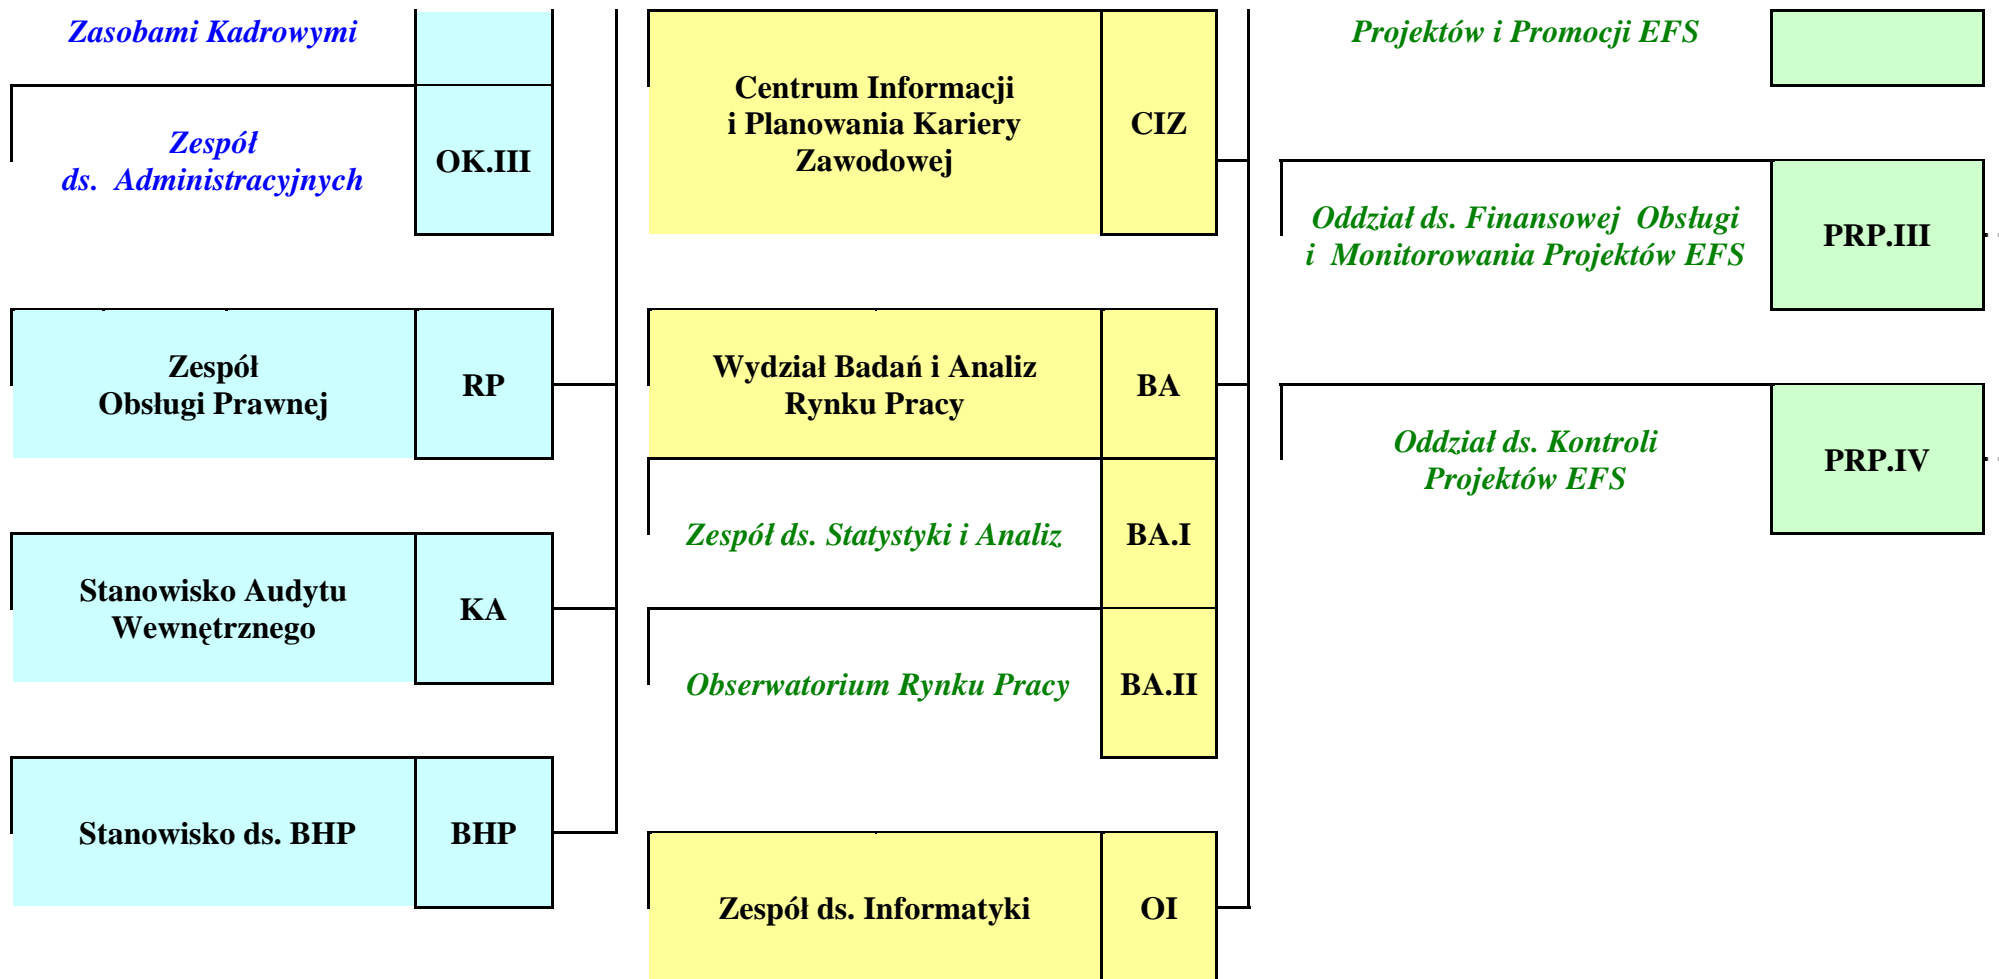 Zasobami Kadrowymi
Zespół
ds. Administracyjnych
OK.III
Zespół
Obsługi Prawnej
RP
Stanowisko Audytu
Wewnętrznego
KA
Stanowisko ds. BHP
BHP
Centrum Informacji
i Planowania Kariery
Zawodowej
CIZ
Wydział Badań i Analiz
Rynku Pracy
BA
Zespół ds. Statystyki i Analiz
BA.I
Obserwatorium Rynku Pracy
BA.II
Zespół ds. Informatyki
OI
Projektów i Promocji EFS
Oddział ds. Finansowej Obsługi
i Monitorowania Projektów EFS
PRP.III
Oddział ds. Kontroli
Projektów EFS
PRP.IV